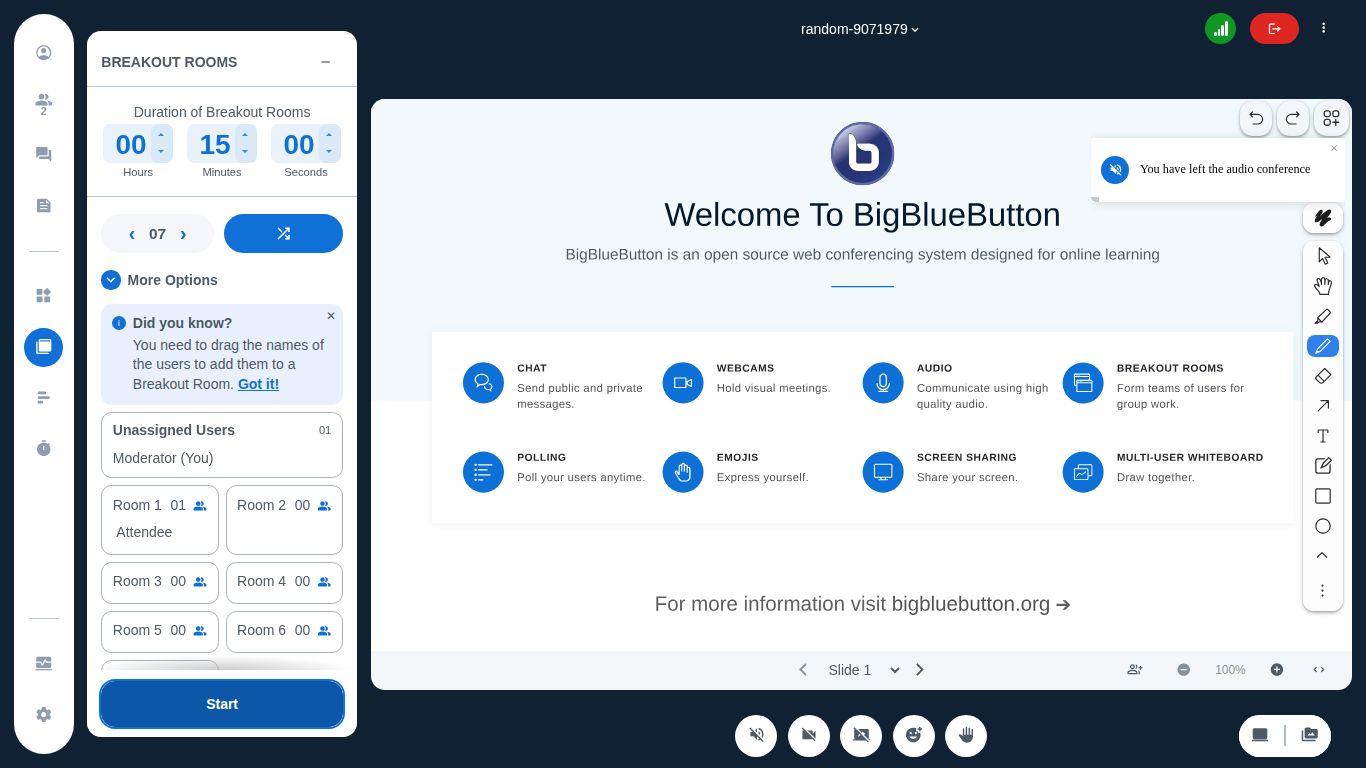 random-9071979
BREAKOUT ROOMS
2
Duration of Breakout Rooms
00 15 00
Hours Minutes Seconds
07
More Options
Did you know?
You need to drag the names of
the users to add them to a
Breakout Room. Got it!
Unassigned Users 01
Moderator (You)
Room 1 01
Attendee
Room 2 00
Room 3 00
Room 4 00
Room 5 00
Room 6 00
Start
You have left the audio conference
Welcome To BigBlueButton
BigBlueButton is an open source web conferencing system designed for online learning
CHAT
Send public and private
messages.
WEBCAMS
Hold visual meetings.
AUDIO
Communicate using high
quality audio.
BREAKOUT ROOMS
Form teams of users for
group work.
POLLING
Poll your users anytime.
EMOJIS
Express yourself.
SCREEN SHARING
Share your screen.
MULTI-USER WHITEBOARD
Draw together.
For more information visit bigbluebutton.org ➔
Slide 1
100%